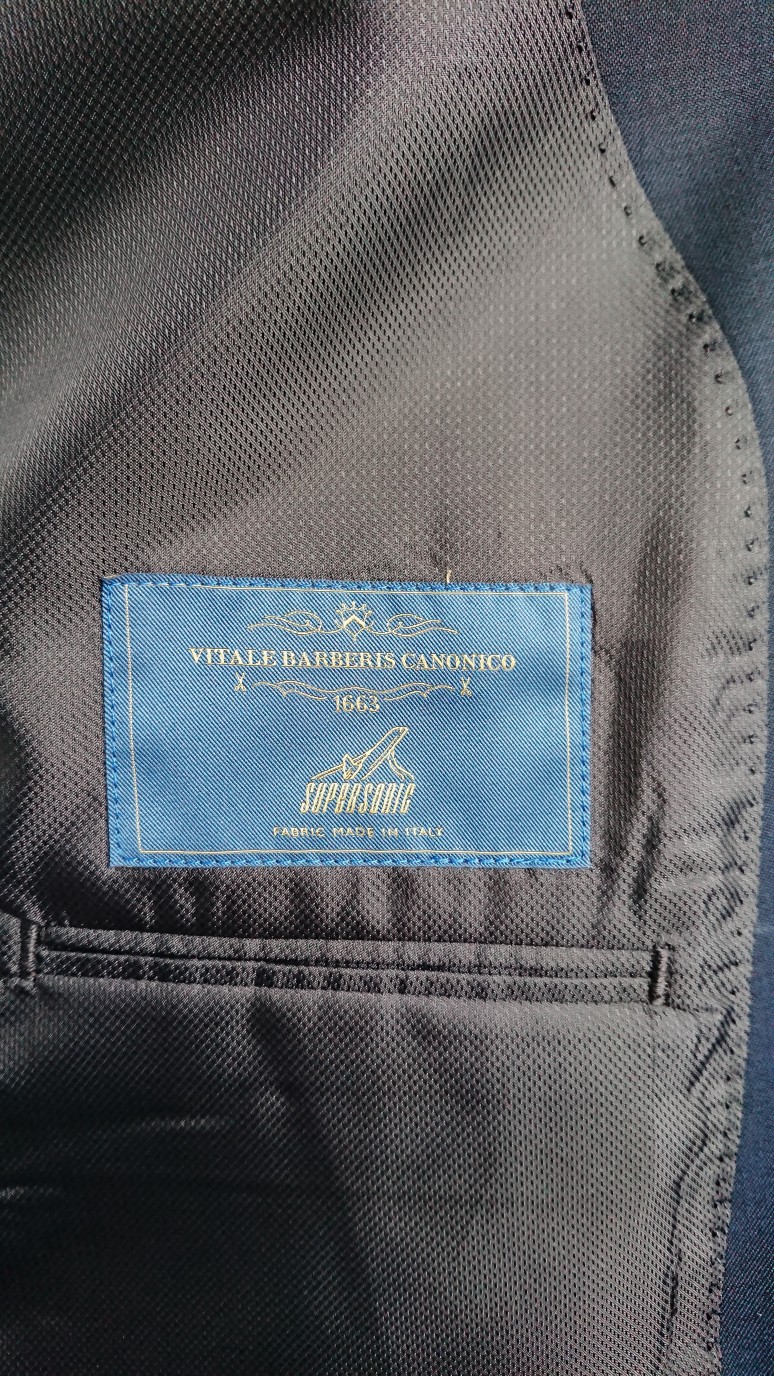 VITALE BARBERIS CANONICO
1663
SUPERSONIC
FABRIC MADE IN ITALY